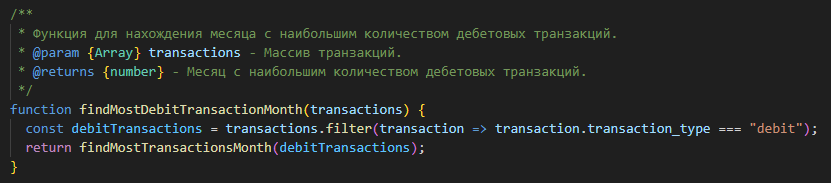 /**
 * Функция для нахождения месяца с наибольшим количеством дебетовых транзакций.
 * @param {Array} transactions - Массив транзакций.
 * @returns {number} - Месяц с наибольшим количеством дебетовых транзакций.
 */
function findMostDebitTransactionMonth(transactions) {
  const debitTransactions = transactions.filter(transaction => transaction.transaction_type === "debit");
  return findMostTransactionsMonth(debitTransactions);
}